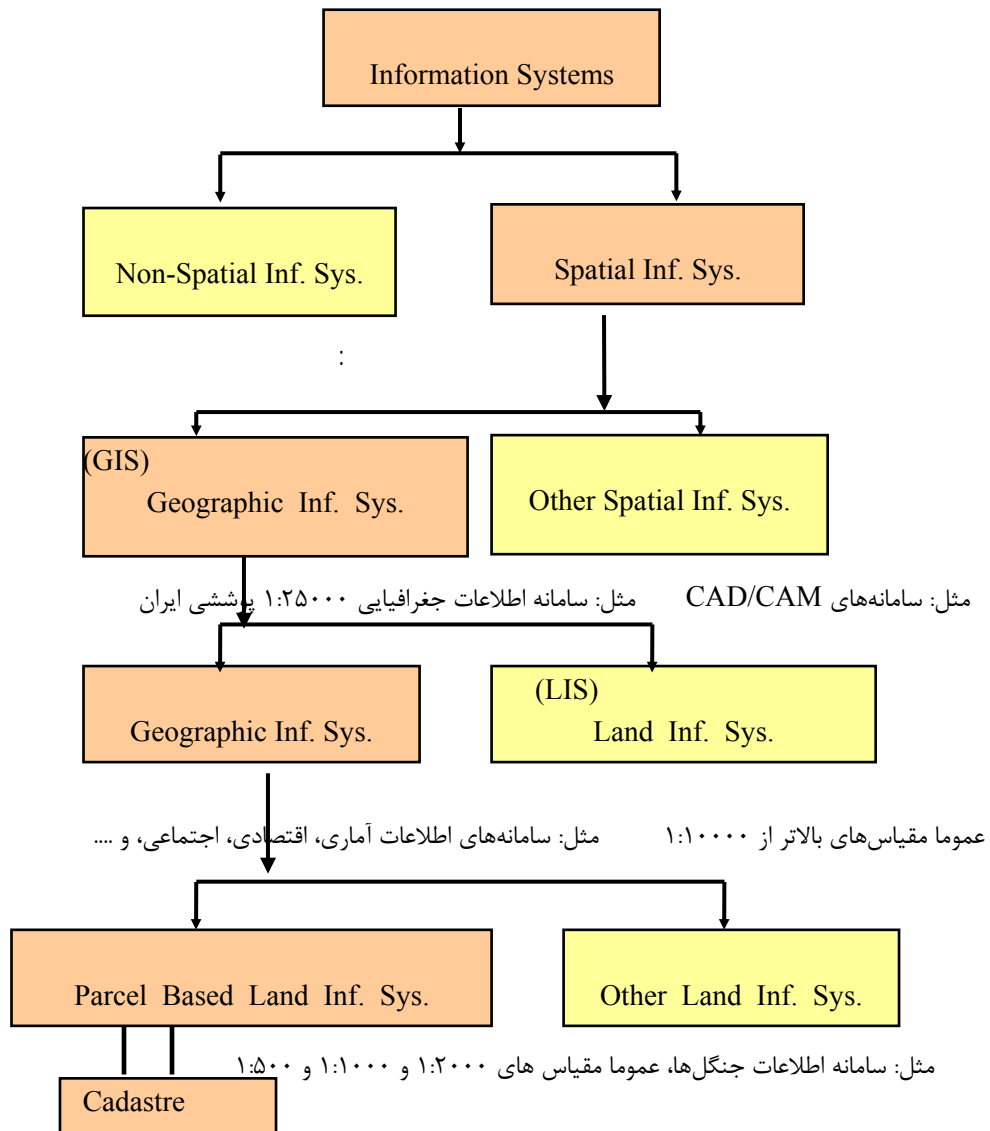 Information Systems
Non-Spatial Inf. Sys.
Spatial Inf. Sys.
:
(GIS)
Geographic Inf. Sys.
Other Spatial Inf. Sys.
مثل: سامانه‌های CAD/CAM مثل: سامانه اطلاعات جغرافیایی ۱:۲۵۰۰۰ پوششی ایران
Geographic Inf. Sys.
(LIS)
Land Inf. Sys.
عموما مقیاس‌های بالاتر از ۱:۱۰۰۰۰ مثل: سامانه‌های اطلاعات آماری، اقتصادی، اجتماعی، و ....
Parcel Based Land Inf. Sys.
Other Land Inf. Sys.
مثل: سامانه اطلاعات جنگل‌ها، عموما مقیاس های ۱:۲۰۰۰ و ۱:۱۰۰۰ و ۱:۵۰۰
Cadastre